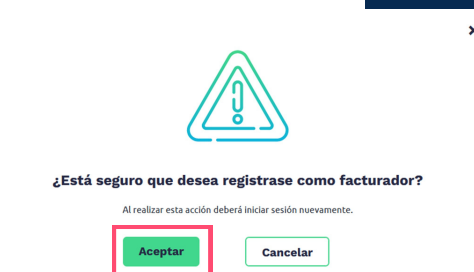 ¿Está seguro que desea registrase como facturador?
Al realizar esta acción deberá iniciar sesión nuevamente.
Aceptar
Cancelar